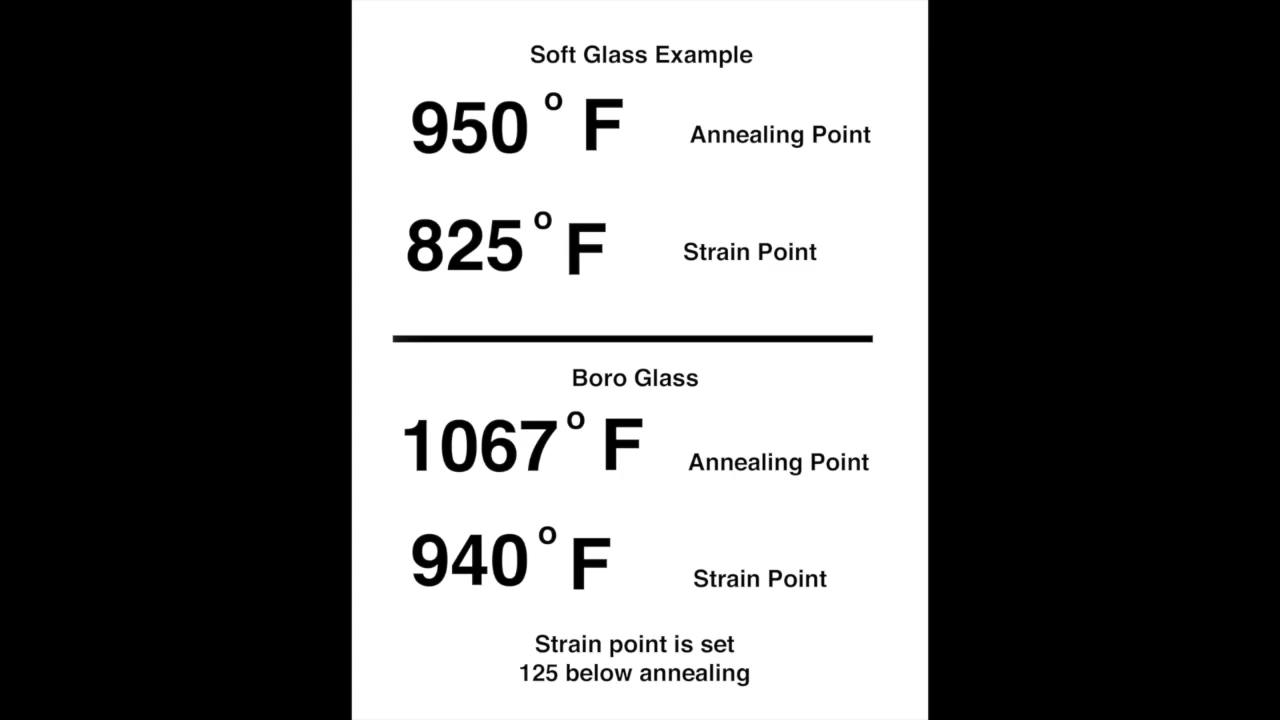 Soft Glass Example
950° F Annealing Point
825° F Strain Point
Boro Glass
1067° F Annealing Point
940° F Strain Point
Strain point is set
125 below annealing